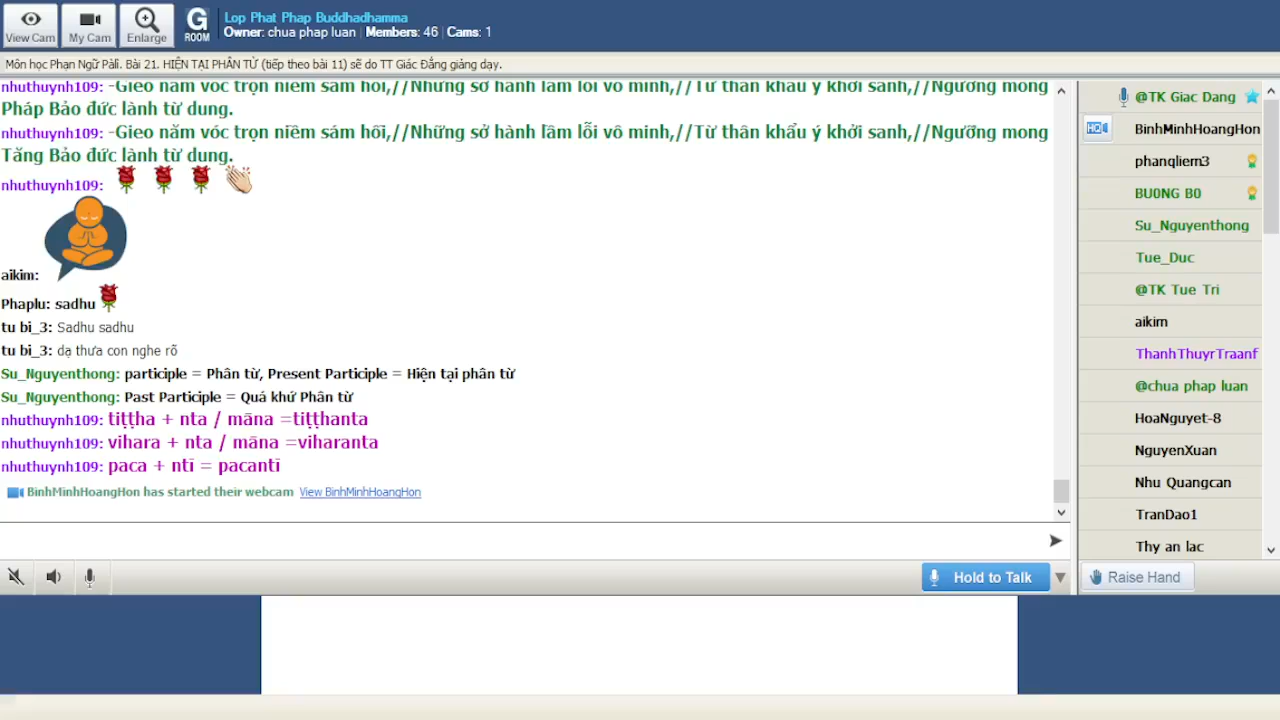 View Cam
My Cam
Enlarge
G
ROOM
Lop Phat Phap Buddhadhamma
Owner: chua phap luan | Members: 46 | Cams: 1
Môn học Phạn Ngữ Pāli. Bài 21. HIỆN TẠI PHÂN TỪ (tiếp theo bài 11) sẽ do TT Giác Đẳng giảng dạy.
nhuthuynh109: -Gieo năm vóc trọn niềm sám hối,//Những sở hành lầm lỗi vô minh,//Từ thân khẩu ý khởi sanh,//Ngưỡng mong
Pháp Bảo đức lành từ dung.
nhuthuynh109: -Gieo năm vóc trọn niềm sám hối,//Những sở hành lầm lỗi vô minh,//Từ thân khẩu ý khởi sanh,//Ngưỡng mong
Tăng Bảo đức lành từ dung.
nhuthuynh109:
aikim:
Phaplu: sadhu
tu bi_3: Sadhu sadhu
tu bi_3: dạ thưa con nghe rõ
Su_Nguyenthong: participle = Phân từ, Present Participle = Hiện tại phân từ
Su_Nguyenthong: Past Participle = Quá khứ Phân từ
nhuthuynh109: tiṭṭha + nta / māna =tiṭṭhanta
nhuthuynh109: vihara + nta / māna =viharanta
nhuthuynh109: paca + ntī = pacantī
BinhMinhHoangHon has started their webcam View BinhMinhHoangHon
Hold to Talk
@TK Giac Dang
HD
BinhMinhHoangHon
phanqliem3
BU0NG B0
Su_Nguyenthong
Tue_Duc
@TK Tue Tri
aikim
ThanhThuyrTraanf
@chua phap luan
HoaNguyet-8
NguyenXuan
Nhu Quangcan
TranDao1
Thy an lac
Raise Hand